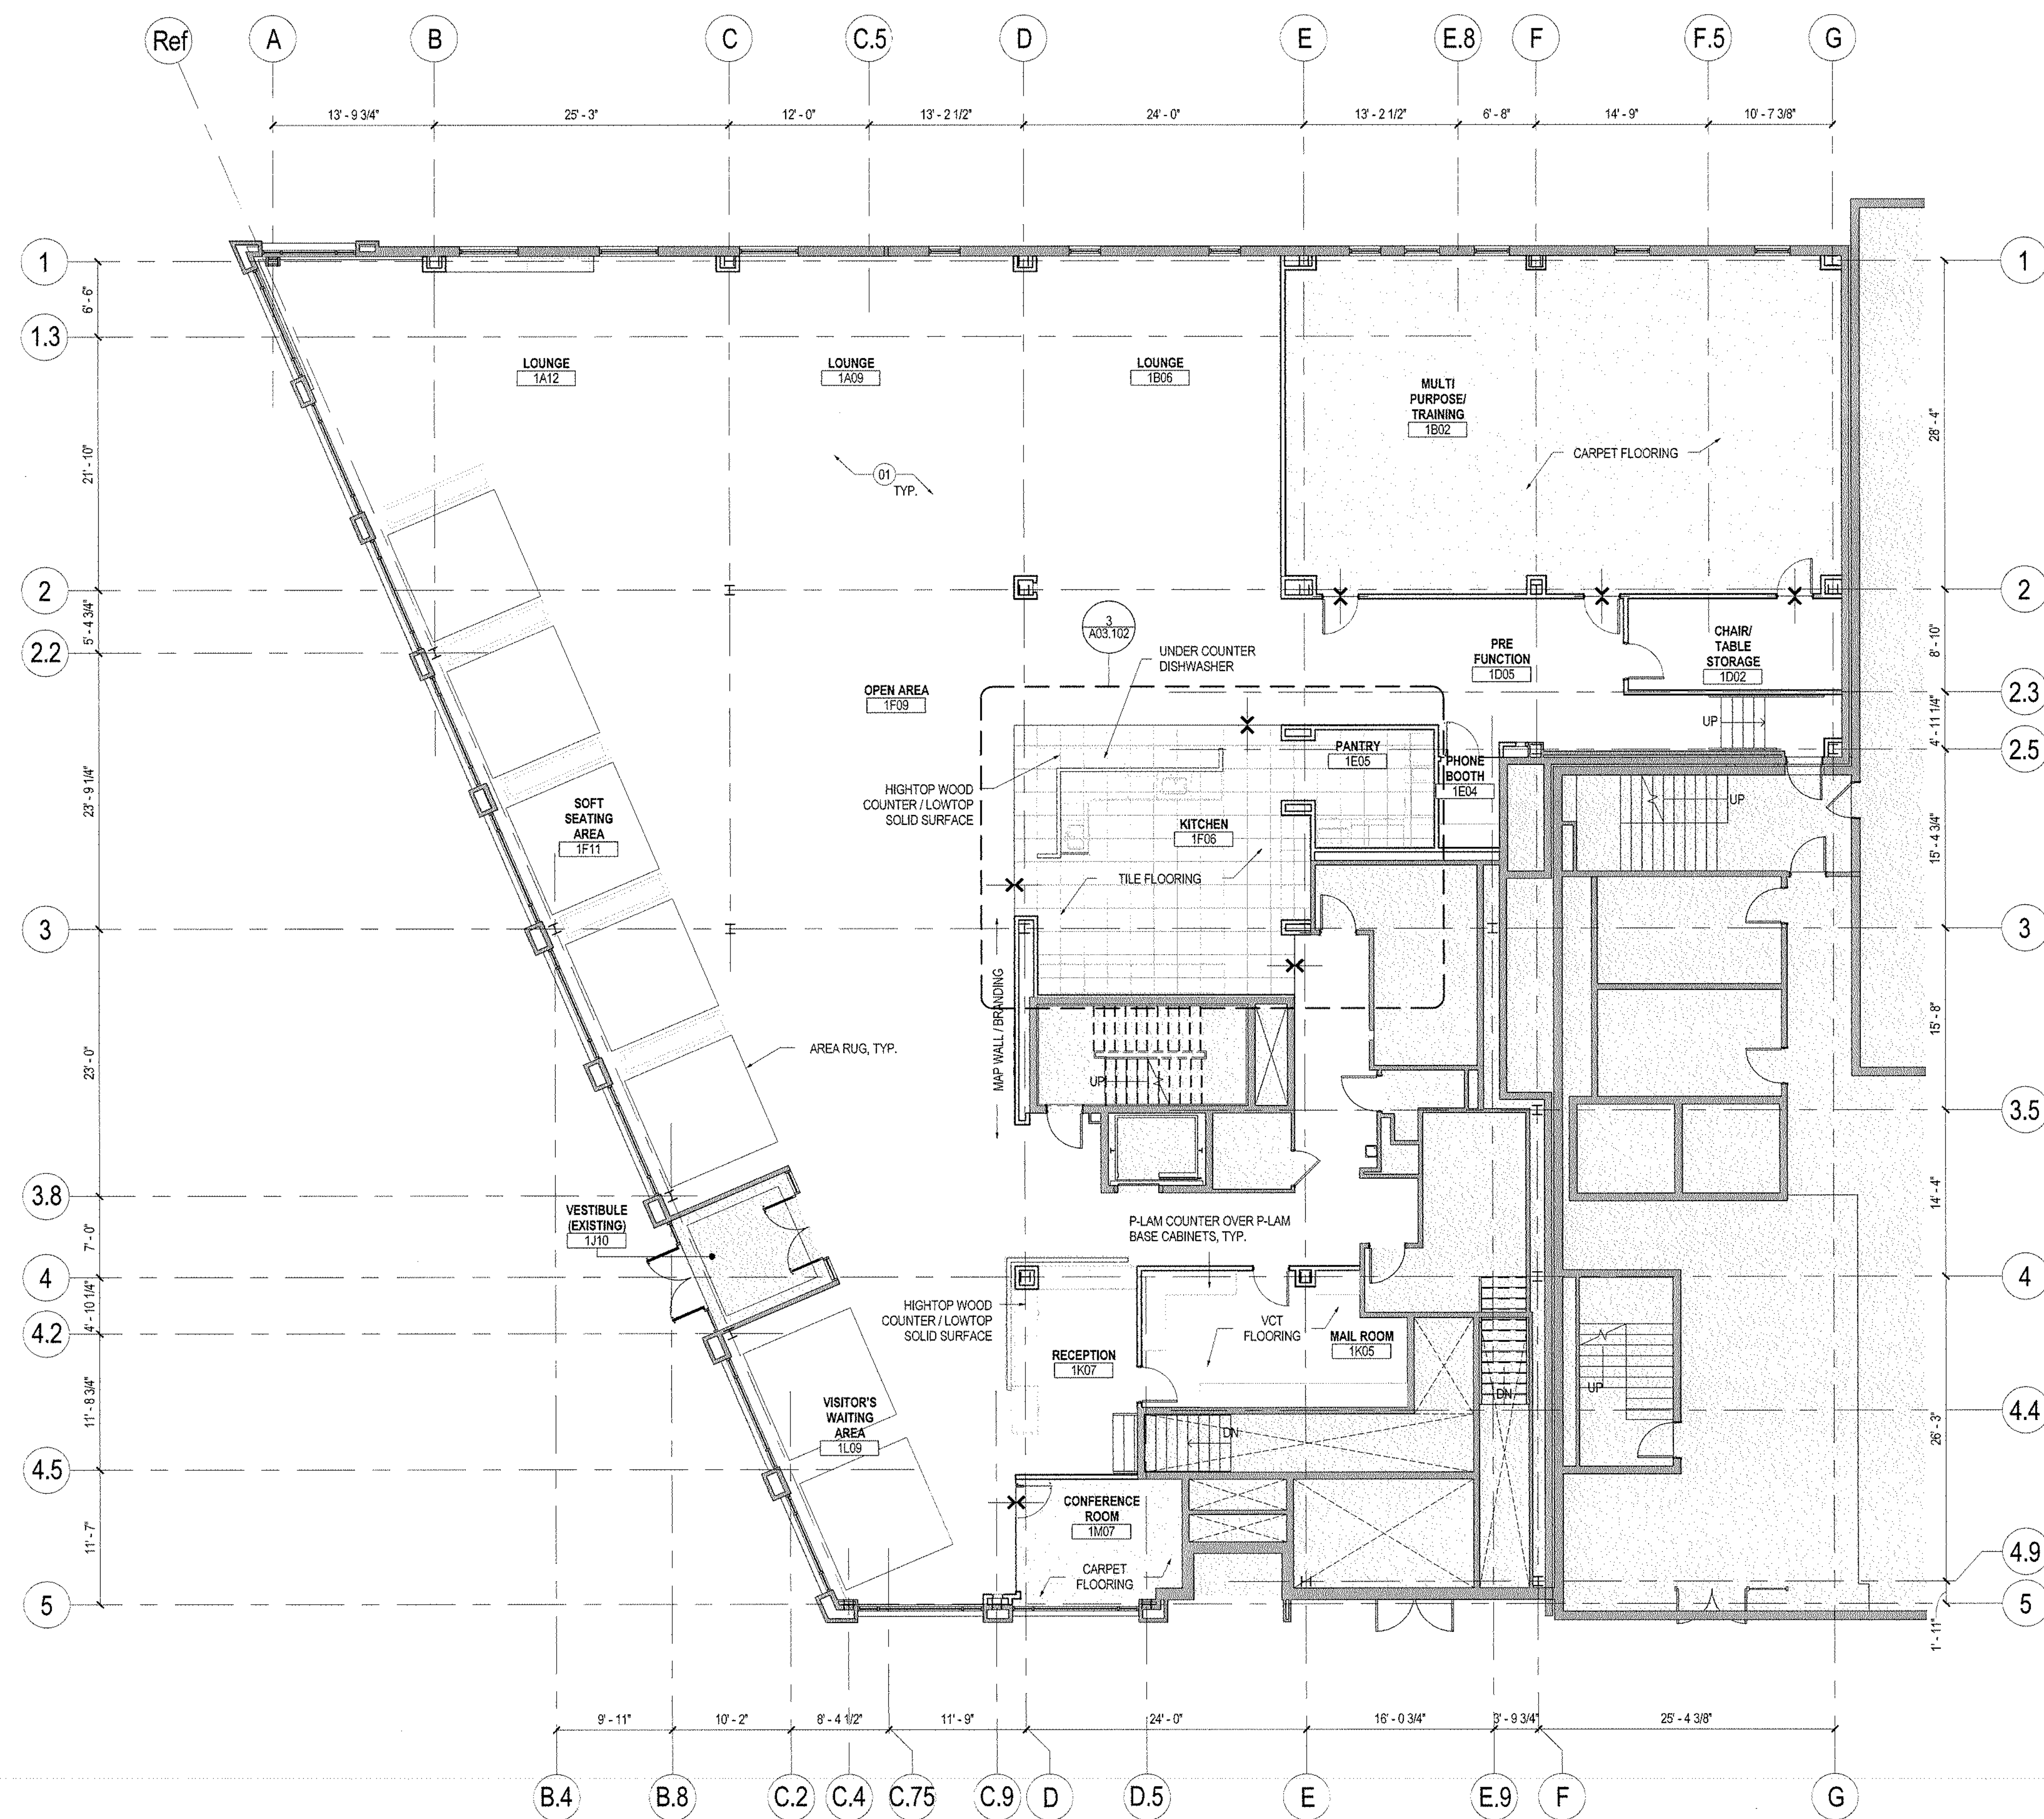 Ref
A
B
C
C.5
D
E
E.8
F
F.5
G
13' - 9 3/4"
25' - 3"
12' - 0"
13' - 2 1/2"
24' - 0"
13' - 2 1/2"
6' - 8"
14' - 9"
10' - 7 3/8"
1
1
6' - 6"
1.3
LOUNGE
1A12
LOUNGE
1A09
LOUNGE
1B06
MULTI
PURPOSE/
TRAINING
1B02
CARPET FLOORING
28' - 4"
01
TYP.
21' - 10"
2
2
5' - 4 3/4"
2.2
3
A03.102
UNDER COUNTER
DISHWASHER
PRE
FUNCTION
1D05
CHAIR/
TABLE
STORAGE
1D02
8' - 10"
2.3
OPEN AREA
1F09
UP
4' - 11 1/4"
2.5
PANTRY
1E05
PHONE
BOOTH
1E04
HIGHTOP WOOD
COUNTER / LOWTOP
SOLID SURFACE
UP
23' - 9 1/4"
SOFT
SEATING
AREA
1F11
KITCHEN
1F06
15' - 4 3/4"
TILE FLOORING
3
3
MAP WALL / BRANDING
15' - 8"
AREA RUG, TYP.
23' - 0"
UP
3.5
3.8
VESTIBULE
(EXISTING)
1J10
P-LAM COUNTER OVER P-LAM
BASE CABINETS, TYP.
14' - 4"
7' - 0"
4
4
4' - 10 1/4"
4.2
HIGHTOP WOOD
COUNTER / LOWTOP
SOLID SURFACE
VCT
FLOORING
MAIL ROOM
1K05
RECEPTION
1K07
UP
DN
11' - 8 3/4"
VISITOR'S
WAITING
AREA
1L09
4.4
DN
26' - 3"
4.5
CONFERENCE
ROOM
1M07
11' - 7"
CARPET
FLOORING
4.9
5
5
1' - 11"
9' - 11"
10' - 2"
8' - 4 1/2"
11' - 9"
24' - 0"
16' - 0 3/4"
3' - 9 3/4"
25' - 4 3/8"
B.4
B.8
C.2
C.4
C.75
C.9
D
D.5
E
E.9
F
G